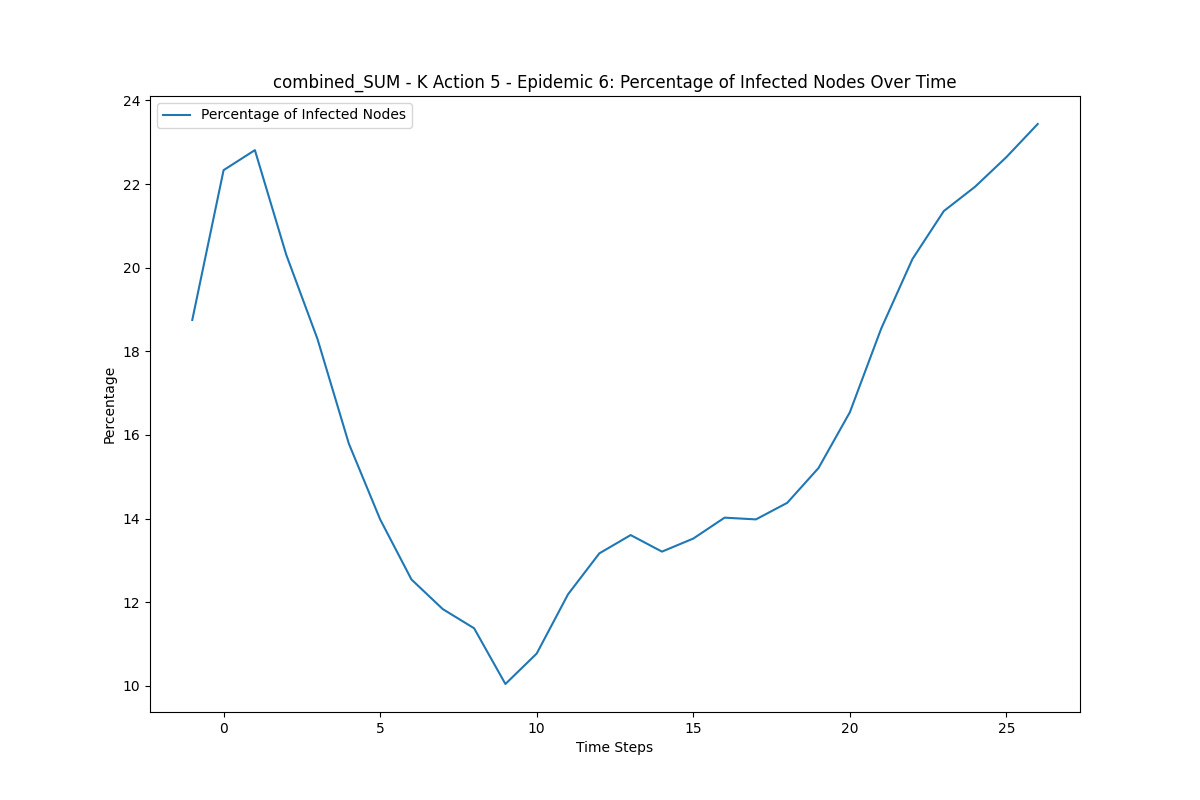 combined_SUM - K Action 5 - Epidemic 6: Percentage of Infected Nodes Over Time
Percentage of Infected Nodes
24
22
20
18
16
14
12
10
Percentage
0 5 10 15 20 25
Time Steps